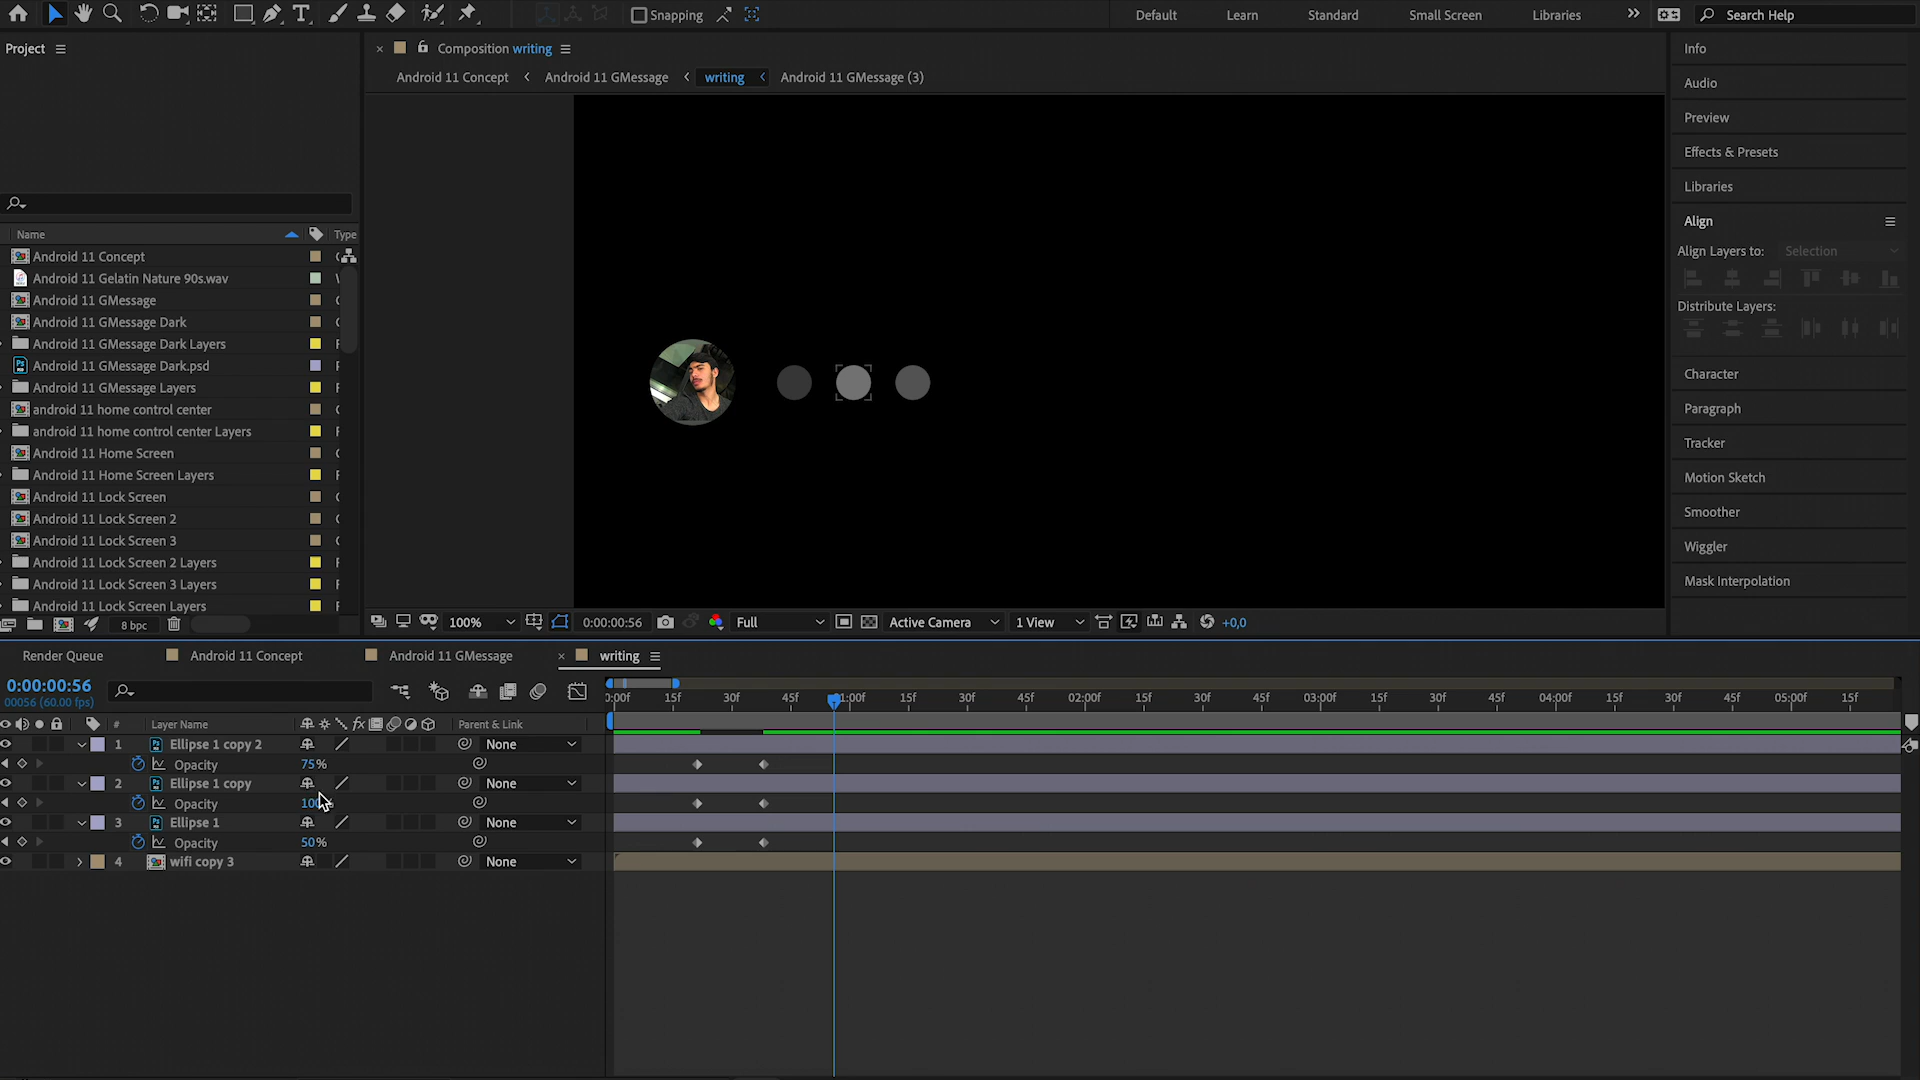 Snapping
Default
Learn
Standard
Small Screen
Libraries
Search Help
Project
Composition writing
Info
Android 11 Concept
Android 11 GMessage
writing
Android 11 GMessage (3)
Audio
Preview
Effects & Presets
Libraries
Align
Align Layers to:
Selection
Distribute Layers:
Character
Paragraph
Tracker
Motion Sketch
Smoother
Wiggler
Mask Interpolation
Name
Type
Android 11 Concept
Android 11 Gelatin Nature 90s.wav
Android 11 GMessage
Android 11 GMessage Dark
Android 11 GMessage Dark Layers
Android 11 GMessage Dark.psd
Android 11 GMessage Layers
android 11 home control center
android 11 home control center Layers
Android 11 Home Screen
Android 11 Home Screen Layers
Android 11 Lock Screen
Android 11 Lock Screen 2
Android 11 Lock Screen 3
Android 11 Lock Screen 2 Layers
Android 11 Lock Screen 3 Layers
Android 11 Lock Screen Layers
8 bpc
100%
0:00:00:56
Full
Active Camera
1 View
+0,0
Render Queue
Android 11 Concept
Android 11 GMessage
writing
0:00:00:56
00056 (60.00 fps)
:00f 15f 30f 45f 01:00f 15f 30f 45f 02:00f 15f 30f 45f 03:00f 15f 30f 45f 04:00f 15f 30f 45f 05:00f 15f
# Layer Name fx Parent & Link
1 Ellipse 1 copy 2 None
Opacity 75%
2 Ellipse 1 copy None
Opacity 100
3 Ellipse 1 None
Opacity 50%
4 wifi copy 3 None